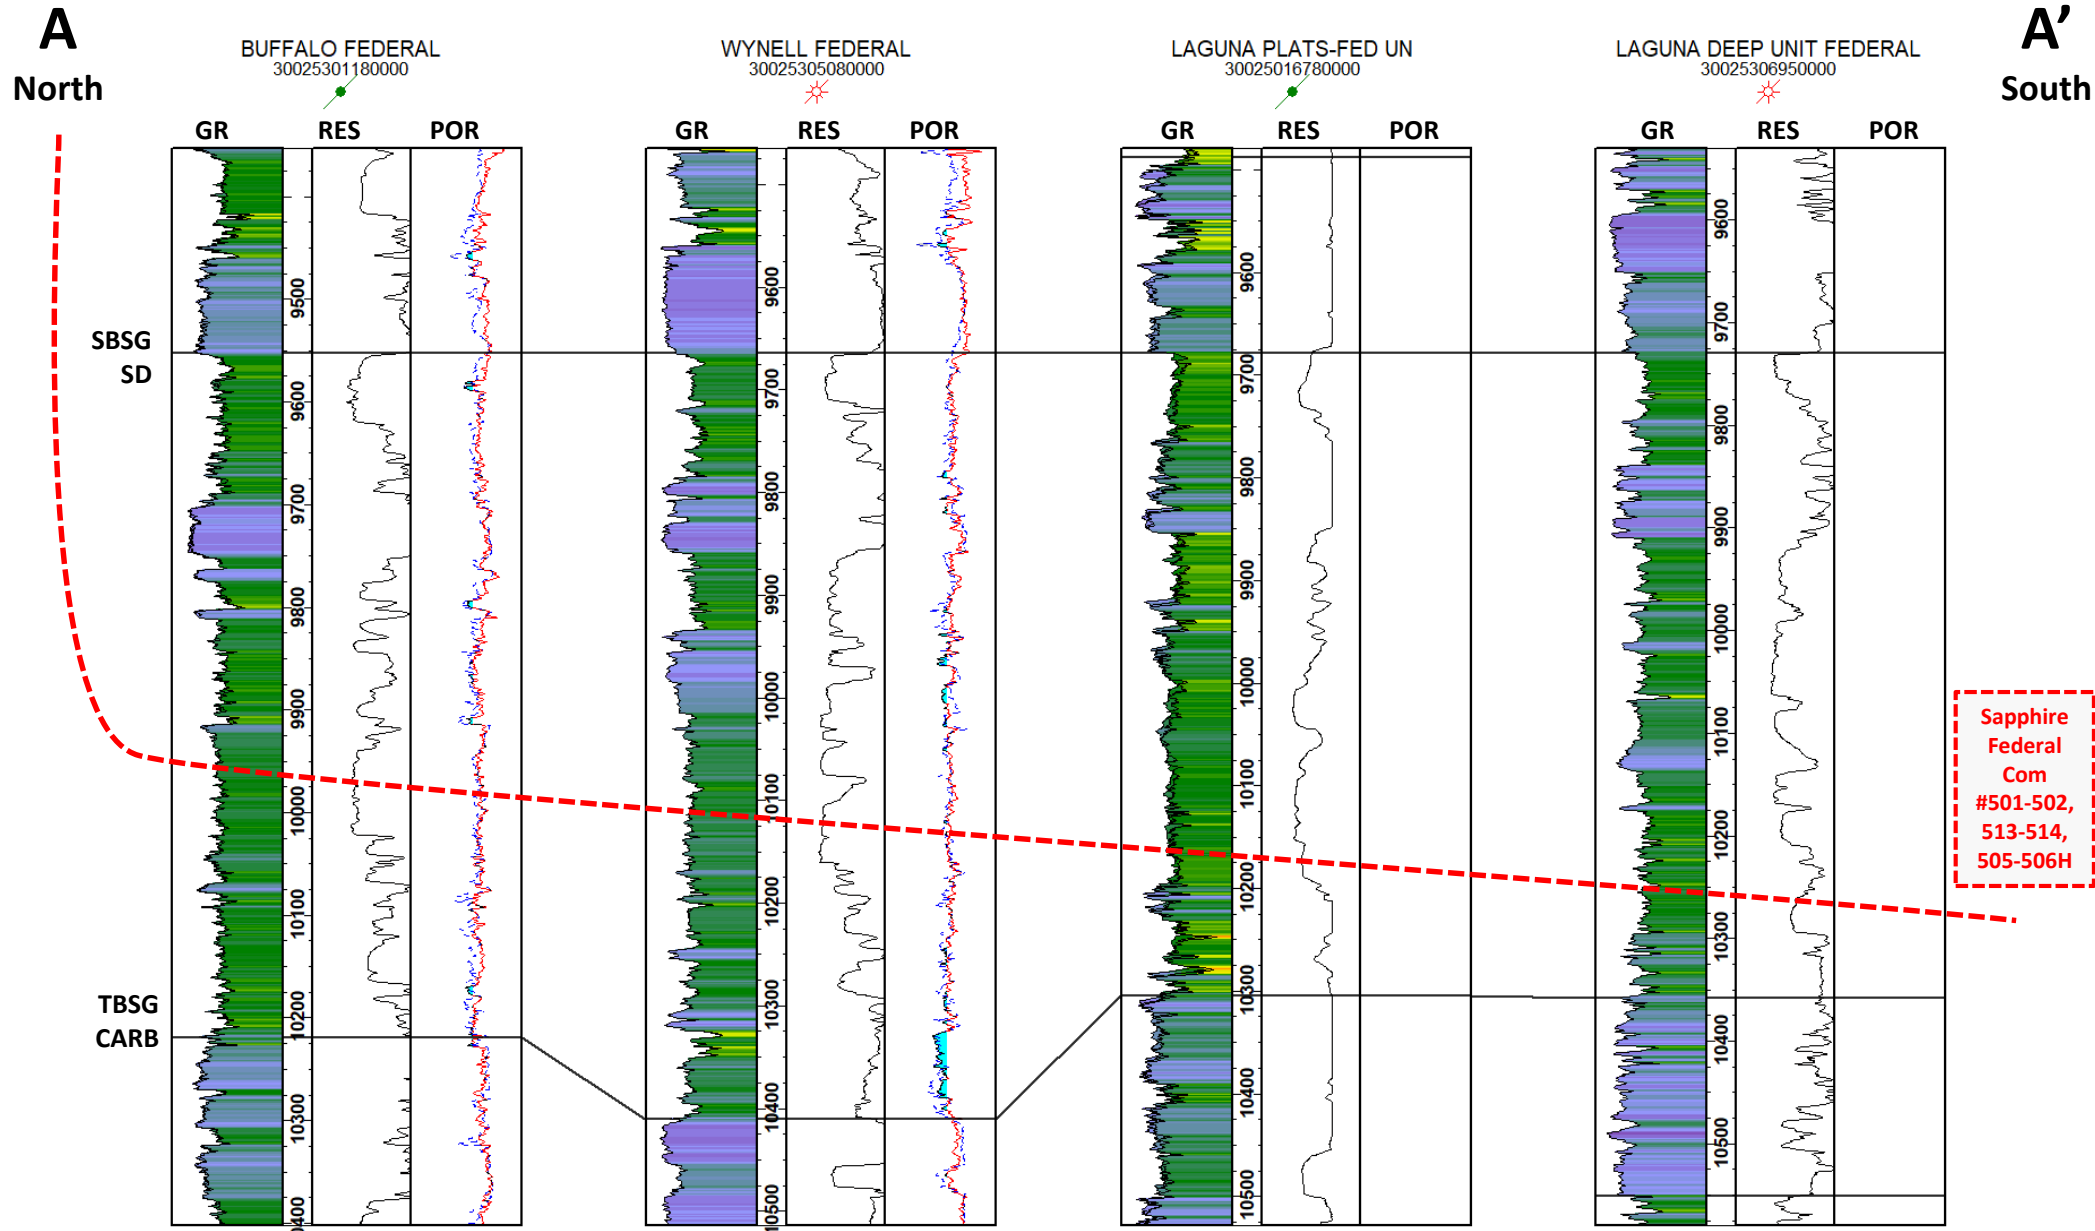 A
North
A'
South
BUFFALO FEDERAL
30025301180000
WYNELL FEDERAL
30025305080000
LAGUNA PLATS-FED UN
30025016780000
LAGUNA DEEP UNIT FEDERAL
30025306950000
GR RES POR
GR RES POR
GR RES POR
GR RES POR
SBSG
SD
TBSG
CARB
9500
9600
9700
9800
9900
10000
10100
10200
10300
0400
9600
9700
9800
9900
10000
10100
10200
10300
10400
10500
9600
9700
9800
9900
10000
10100
10200
10300
10400
10500
9600
9700
9800
9900
10000
10100
10200
10300
10400
10500
Sapphire
Federal
Com
#501-502,
513-514,
505-506H